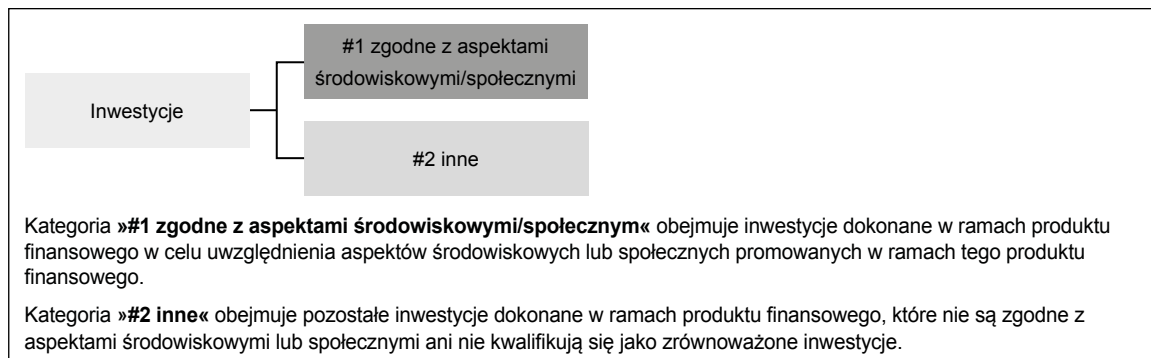 #1 zgodne z aspektami
środowiskowymi/społecznymi
Inwestycje
#2 inne
Kategoria »#1 zgodne z aspektami środowiskowymi/społecznym« obejmuje inwestycje dokonane w ramach produktu
finansowego w celu uwzględnienia aspektów środowiskowych lub społecznych promowanych w ramach tego produktu
finansowego.
Kategoria »#2 inne« obejmuje pozostałe inwestycje dokonane w ramach produktu finansowego, które nie są zgodne z
aspektami środowiskowymi lub społecznymi ani nie kwalifikują się jako zrównoważone inwestycje.